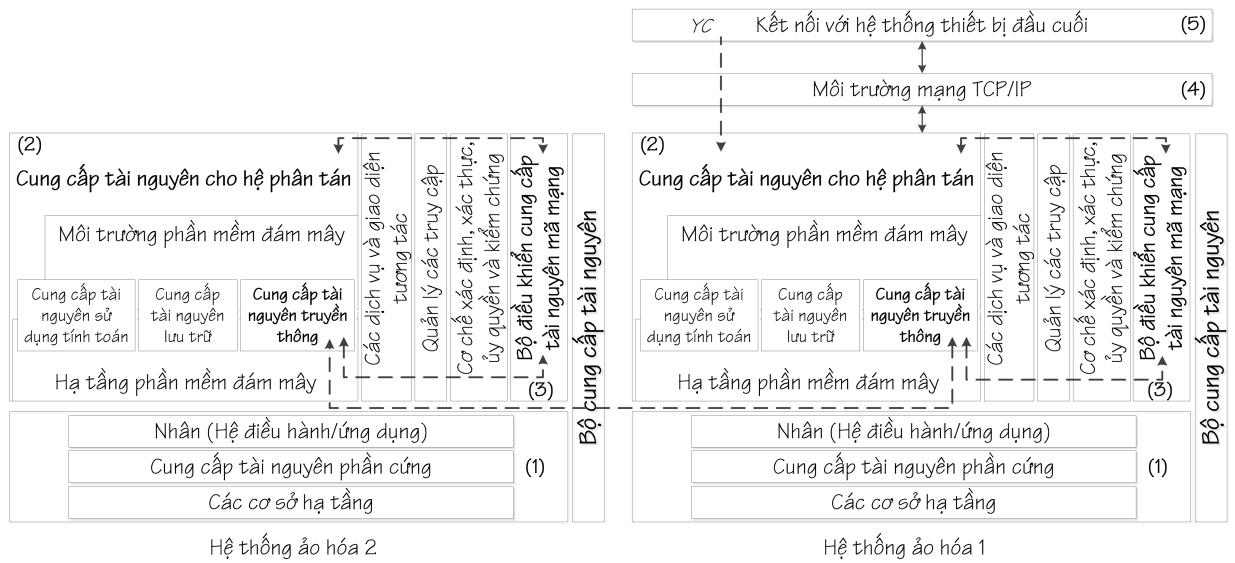 YC Kết nối với hệ thống thiết bị đầu cuối (5)
Môi trường mạng TCP/IP (4)
(2)
Cung cấp tài nguyên cho hệ phân tán
Môi trường phần mềm đám mây
Cung cấp tài
nguyên sử
dụng tính toán
Cung cấp
tài nguyên
lưu trữ
Cung cấp tài
nguyên truyền
thông
Hạ tầng phần mềm đám mây
Các dịch vụ và giao diện
tương tác
Quản lý các truy cập
Cơ chế xác định, xác thực,
ủy quyền và kiểm chứng
Bộ điều khiển cung cấp
tài nguyên mã mạng
(3)
Bộ cung cấp tài nguyên
Nhân (Hệ điều hành/ứng dụng)
Cung cấp tài nguyên phần cứng
(1)
Các cơ sở hạ tầng
Hệ thống ảo hóa 2
(2)
Cung cấp tài nguyên cho hệ phân tán
Môi trường phần mềm đám mây
Cung cấp tài
nguyên sử
dụng tính toán
Cung cấp
tài nguyên
lưu trữ
Cung cấp tài
nguyên truyền
thông
Hạ tầng phần mềm đám mây
Các dịch vụ và giao diện
tương tác
Quản lý các truy cập
Cơ chế xác định, xác thực,
ủy quyền và kiểm chứng
Bộ điều khiển cung cấp
tài nguyên mã mạng
(3)
Bộ cung cấp tài nguyên
Nhân (Hệ điều hành/ứng dụng)
Cung cấp tài nguyên phần cứng
(1)
Các cơ sở hạ tầng
Hệ thống ảo hóa 1